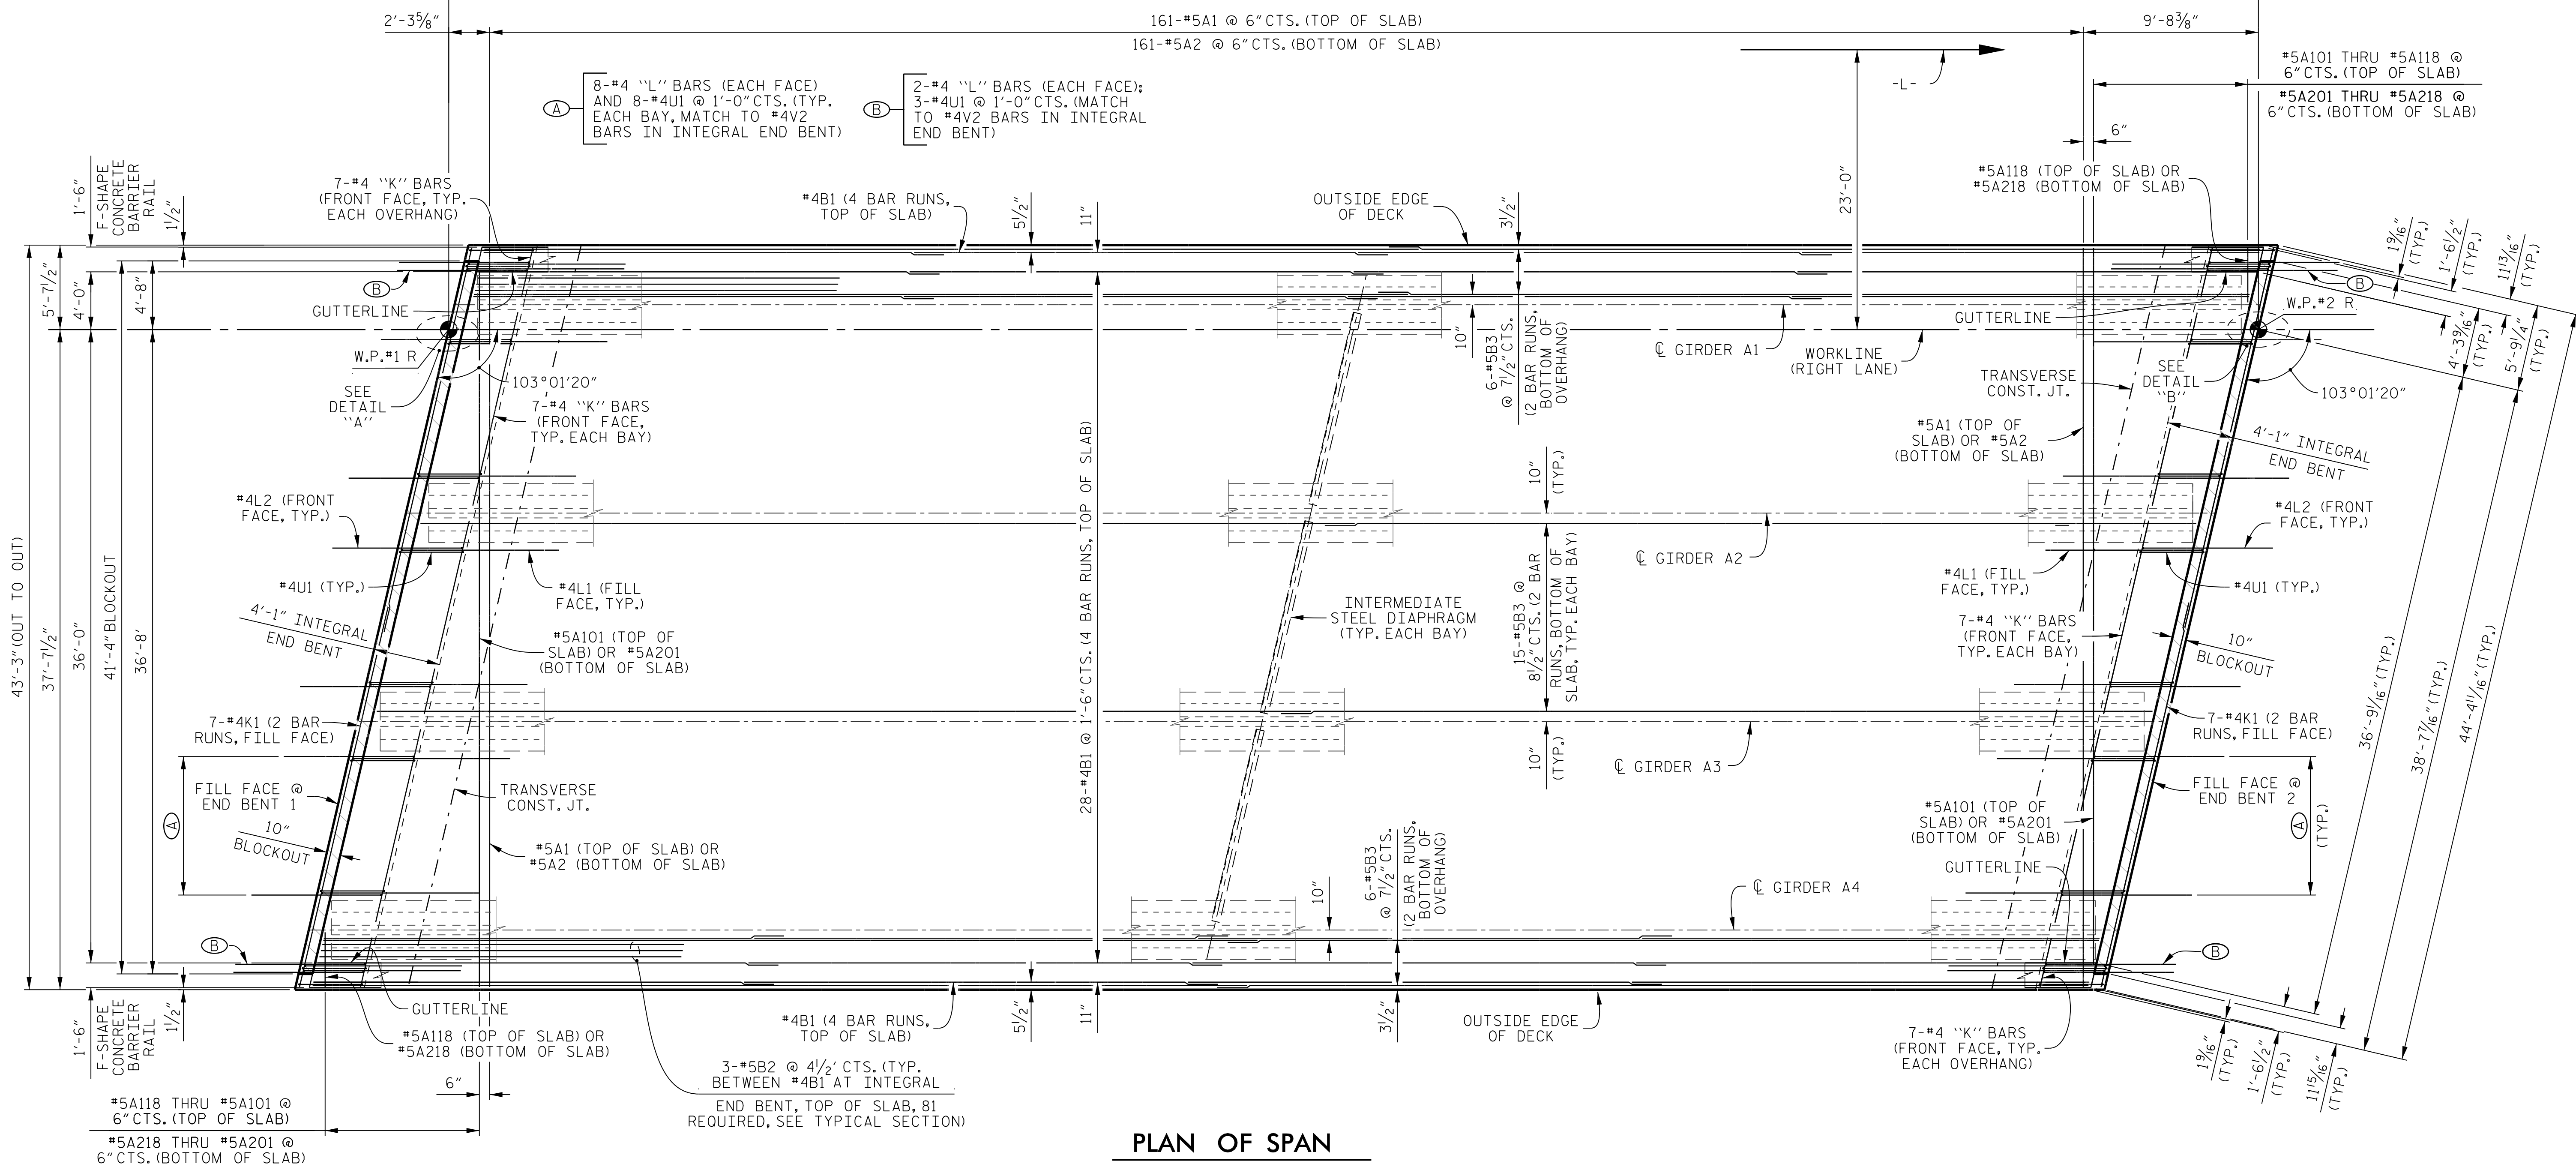 2'-3⅝"
161-#5A1 @ 6" CTS. (TOP OF SLAB)
161-#5A2 @ 6" CTS. (BOTTOM OF SLAB)
9'-8⅜"
#5A101 THRU #5A118 @
6" CTS. (TOP OF SLAB)
#5A201 THRU #5A218 @
6" CTS. (BOTTOM OF SLAB)
-L-
6"
A
8-#4 "L" BARS (EACH FACE)
AND 8-#4U1 @ 1'-0" CTS. (TYP.
EACH BAY, MATCH TO #4V2
BARS IN INTEGRAL END BENT)
B
2-#4 "L" BARS (EACH FACE);
3-#4U1 @ 1'-0" CTS. (MATCH
TO #4V2 BARS IN INTEGRAL
END BENT)
1'-6"
F-SHAPE
CONCRETE
BARRIER
RAIL
1½"
7-#4 "K" BARS
(FRONT FACE, TYP.
EACH OVERHANG)
#4B1 (4 BAR RUNS,
TOP OF SLAB)
5½"
11"
OUTSIDE EDGE
OF DECK
3½"
23'-0"
#5A118 (TOP OF SLAB) OR
#5A218 (BOTTOM OF SLAB)
1⁹⁄₁₆"
(TYP.)
1'-6½"
(TYP.)
11¹³⁄₁₆"
(TYP.)
5'-7½"
4'-0"
4'-8"
B
GUTTERLINE
W.P.#1 R
SEE
DETAIL
"A"
103°01'20"
7-#4 "K" BARS
(FRONT FACE,
TYP. EACH BAY)
10"
6-#5B3
@ 7½" CTS.
(2 BAR RUNS,
BOTTOM OF
OVERHANG)
℄ GIRDER A1
WORKLINE
(RIGHT LANE)
GUTTERLINE
B
W.P.#2 R
TRANSVERSE
CONST. JT.
SEE
DETAIL
"B"
103°01'20"
4'-3⁹⁄₁₆"
(TYP.)
5'-9¼"
(TYP.)
#5A1 (TOP OF
SLAB) OR #5A2
(BOTTOM OF SLAB)
4'-1" INTEGRAL
END BENT
43'-3" (OUT TO OUT)
37'-7½"
36'-0"
41'-4" BLOCKOUT
36'-8'
#4L2 (FRONT
FACE, TYP.)
#4U1 (TYP.)
#4L1 (FILL
FACE, TYP.)
4'-1" INTEGRAL
END BENT
#5A101 (TOP OF
SLAB) OR #5A201
(BOTTOM OF SLAB)
28-#4B1 @ 1'-6" CTS. (4 BAR RUNS, TOP OF SLAB)
INTERMEDIATE
STEEL DIAPHRAGM
(TYP. EACH BAY)
10"
(TYP.)
15-#5B3 @
8½" CTS. (2 BAR
RUNS, BOTTOM OF
SLAB, TYP. EACH BAY)
10"
(TYP.)
℄ GIRDER A2
℄ GIRDER A3
#4L2 (FRONT
FACE, TYP.)
#4L1 (FILL
FACE, TYP.)
#4U1 (TYP.)
7-#4 "K" BARS
(FRONT FACE,
TYP. EACH BAY)
10"
BLOCKOUT
36'-9⁹⁄₁₆" (TYP.)
38'-7⁷⁄₁₆" (TYP.)
44'-4¹¹⁄₁₆" (TYP.)
7-#4K1 (2 BAR
RUNS, FILL FACE)
7-#4K1 (2 BAR
RUNS, FILL FACE)
FILL FACE @
END BENT 1
A
10"
BLOCKOUT
TRANSVERSE
CONST. JT.
#5A1 (TOP OF SLAB) OR
#5A2 (BOTTOM OF SLAB)
FILL FACE @
END BENT 2
A
(TYP.)
#5A101 (TOP OF
SLAB) OR #5A201
(BOTTOM OF SLAB)
GUTTERLINE
10"
6-#5B3
@ 7½" CTS.
(2 BAR RUNS,
BOTTOM OF
OVERHANG)
℄ GIRDER A4
B
B
1'-6"
F-SHAPE
CONCRETE
BARRIER
RAIL
1½"
GUTTERLINE
#5A118 (TOP OF SLAB) OR
#5A218 (BOTTOM OF SLAB)
#4B1 (4 BAR RUNS,
TOP OF SLAB)
5½"
11"
3½"
OUTSIDE EDGE
OF DECK
7-#4 "K" BARS
(FRONT FACE, TYP.
EACH OVERHANG)
1⁹⁄₁₆"
(TYP.)
1'-6½"
(TYP.)
11¹⁵⁄₁₆"
(TYP.)
6"
3-#5B2 @ 4½' CTS. (TYP.
BETWEEN #4B1 AT INTEGRAL
END BENT, TOP OF SLAB, 81
REQUIRED, SEE TYPICAL SECTION)
#5A118 THRU #5A101 @
6" CTS. (TOP OF SLAB)
#5A218 THRU #5A201 @
6" CTS. (BOTTOM OF SLAB)
PLAN OF SPAN